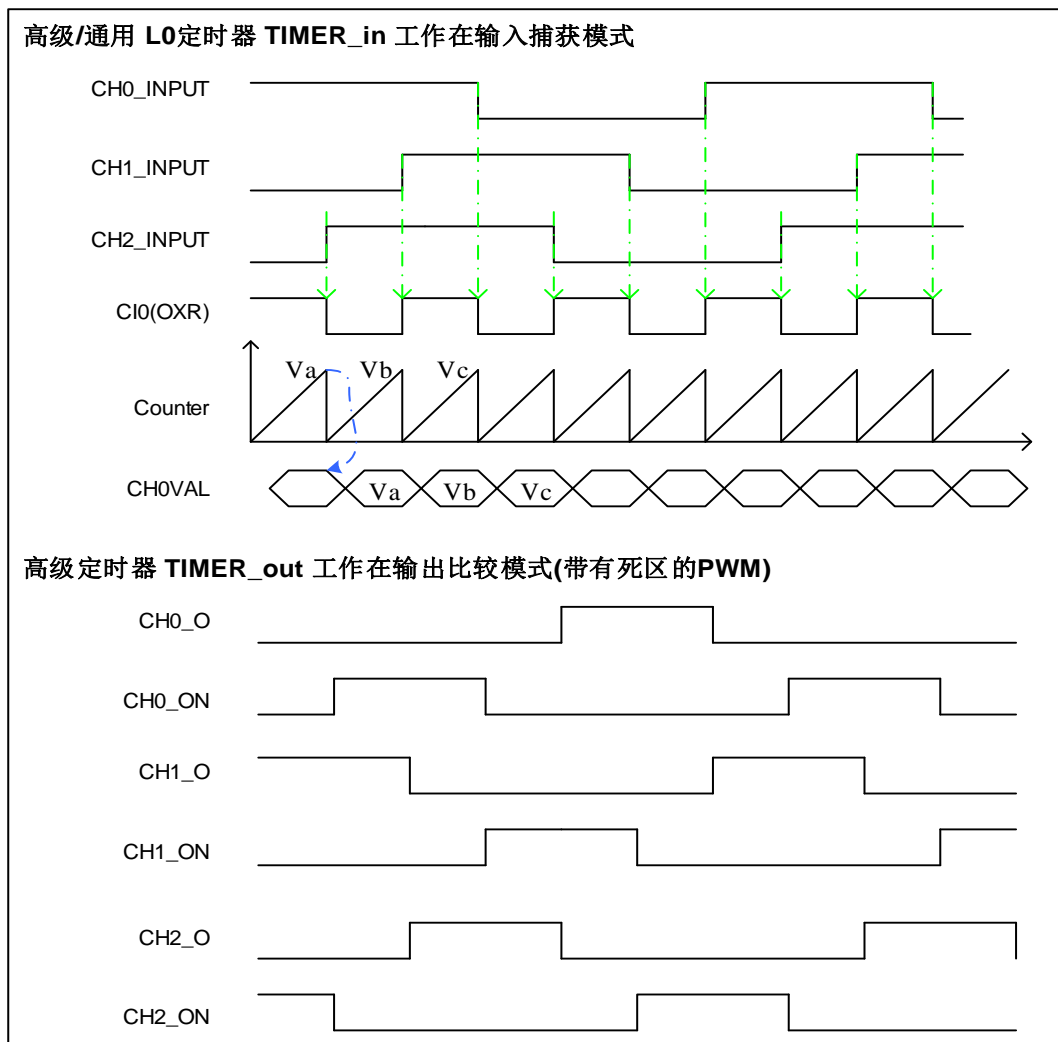 高级/通用 L0定时器 TIMER_in 工作在输入捕获模式
CH0_INPUT
CH1_INPUT
CH2_INPUT
CI0(OXR)
Va Vb Vc
Counter
CH0VAL
Va Vb Vc
高级定时器 TIMER_out 工作在输出比较模式(带有死区的PWM)
CH0_O
CH0_ON
CH1_O
CH1_ON
CH2_O
CH2_ON